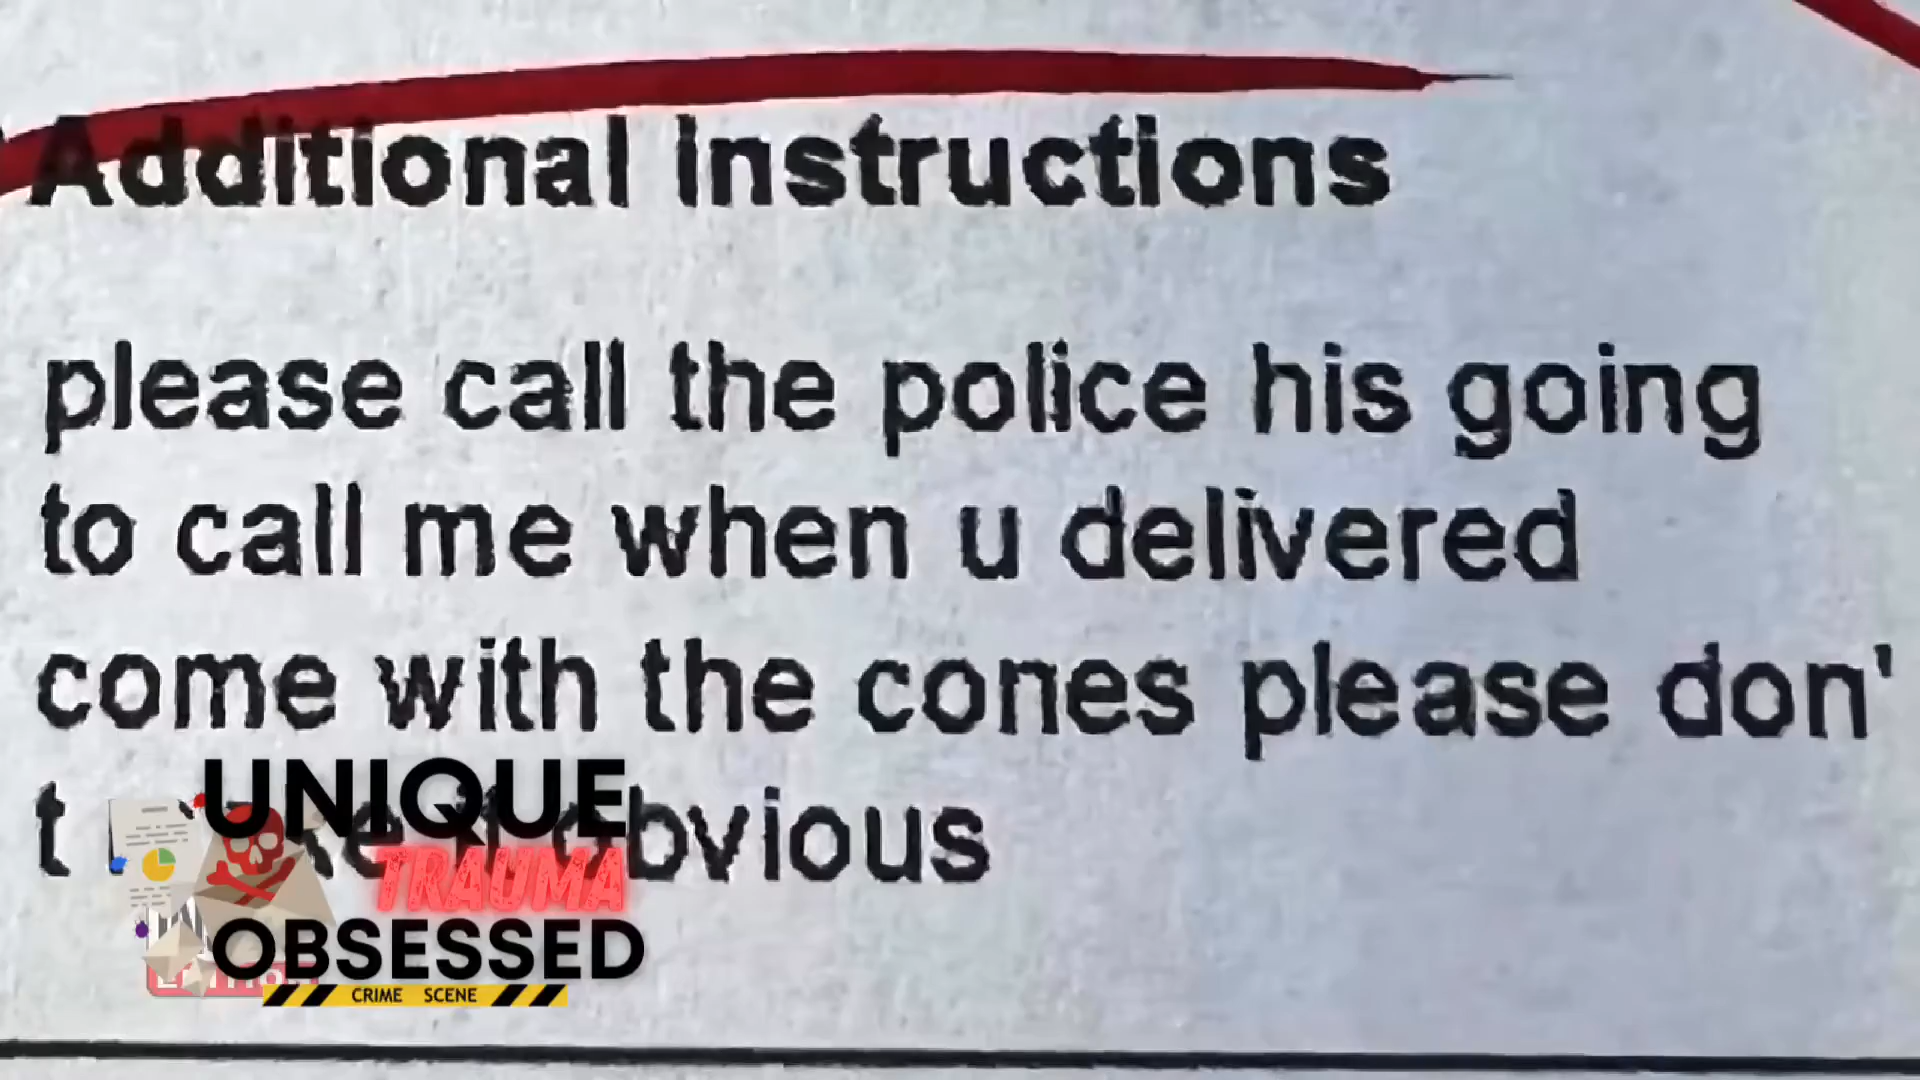 Additional Instructions
please call the police his going
to call me when u delivered
come with the cones please don'
t obvious
UNIQUE
TRAUMA
OBSESSED
CRIME SCENE